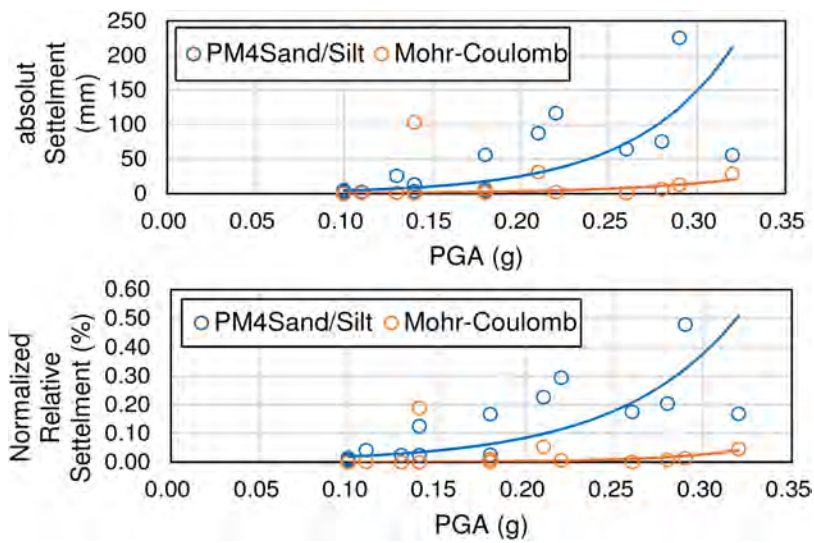 absolut
Settelment
(mm)
250
200
150
100
50
0
PM4Sand/Silt
Mohr-Coulomb
0.00
0.05
0.10
0.15
0.20
0.25
0.30
0.35
PGA (g)
Normalized
Relative
Settelment (%)
0.60
0.50
0.40
0.30
0.20
0.10
0.00
PM4Sand/Silt
Mohr-Coulomb
0.00
0.05
0.10
0.15
0.20
0.25
0.30
0.35
PGA (g)